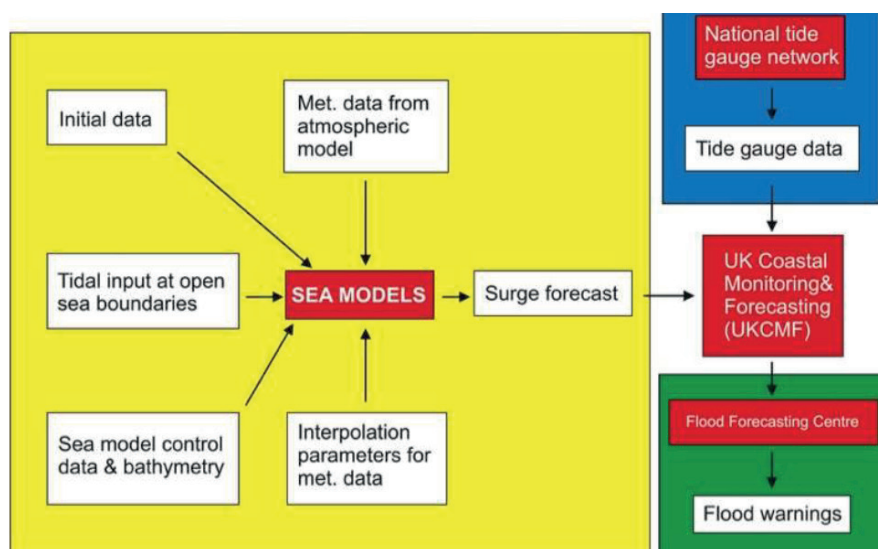 Initial data
Met. data from
atmospheric
model
Tidal input at open
sea boundaries
SEA MODELS
Surge forecast
Sea model control
data & bathymetry
Interpolation
parameters for
met. data
National tide
gauge network
Tide gauge data
UK Coastal
Monitoring&
Forecasting
(UKCMF)
Flood Forecasting Centre
Flood warnings